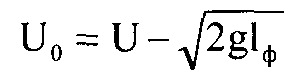 U₀ = U − √2gl_ф